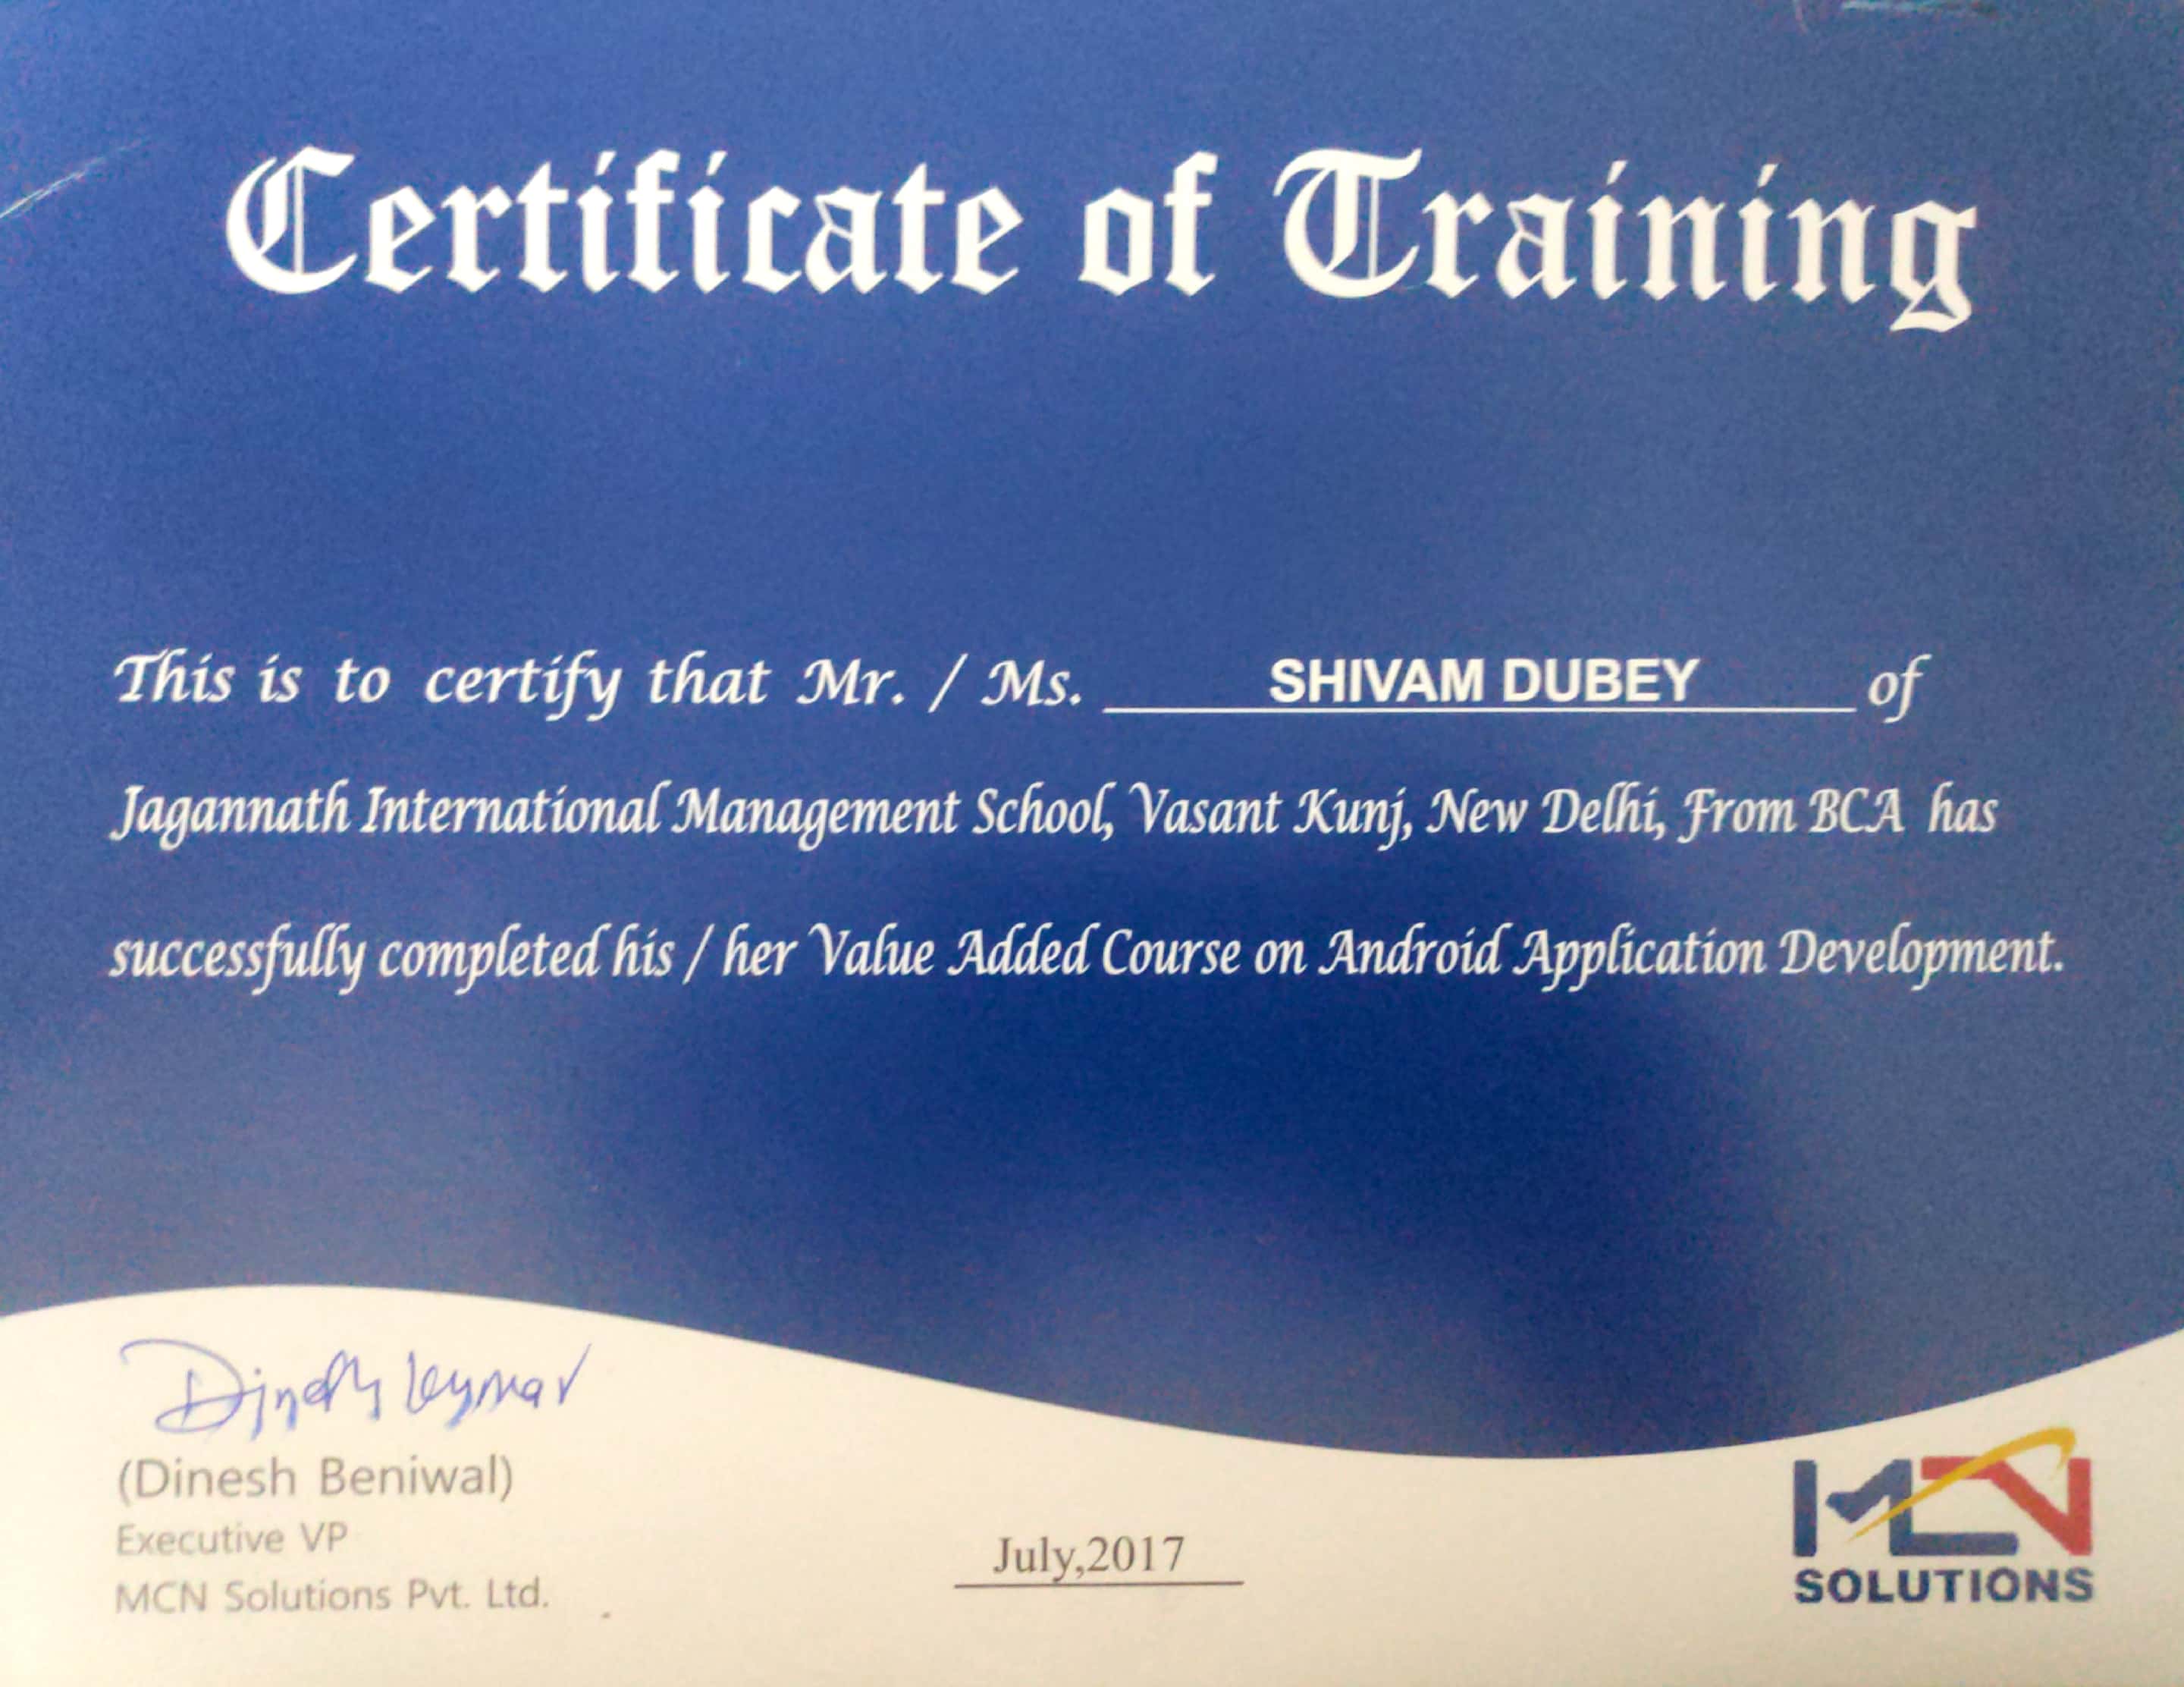 Certificate of Training
This is to certify that Mr. / Ms. SHIVAM DUBEY of
Jagannath International Management School, Vasant Kunj, New Delhi, From BCA has
successfully completed his / her Value Added Course on Android Application Development.
Dinesh Kumar
(Dinesh Beniwal)
Executive VP
MCN Solutions Pvt. Ltd.
July,2017
MCN
SOLUTIONS